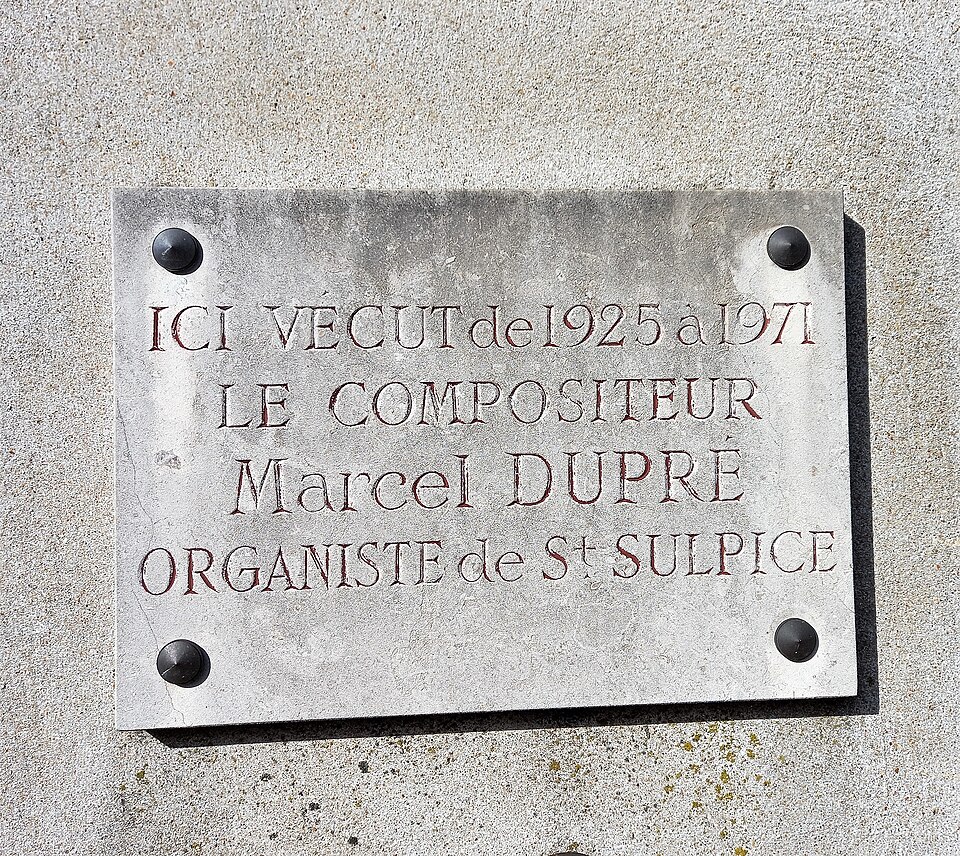 ICI VÉCUT de 1925 à 1971
LE COMPOSITEUR
Marcel DUPRÉ
ORGANISTE de St SULPICE